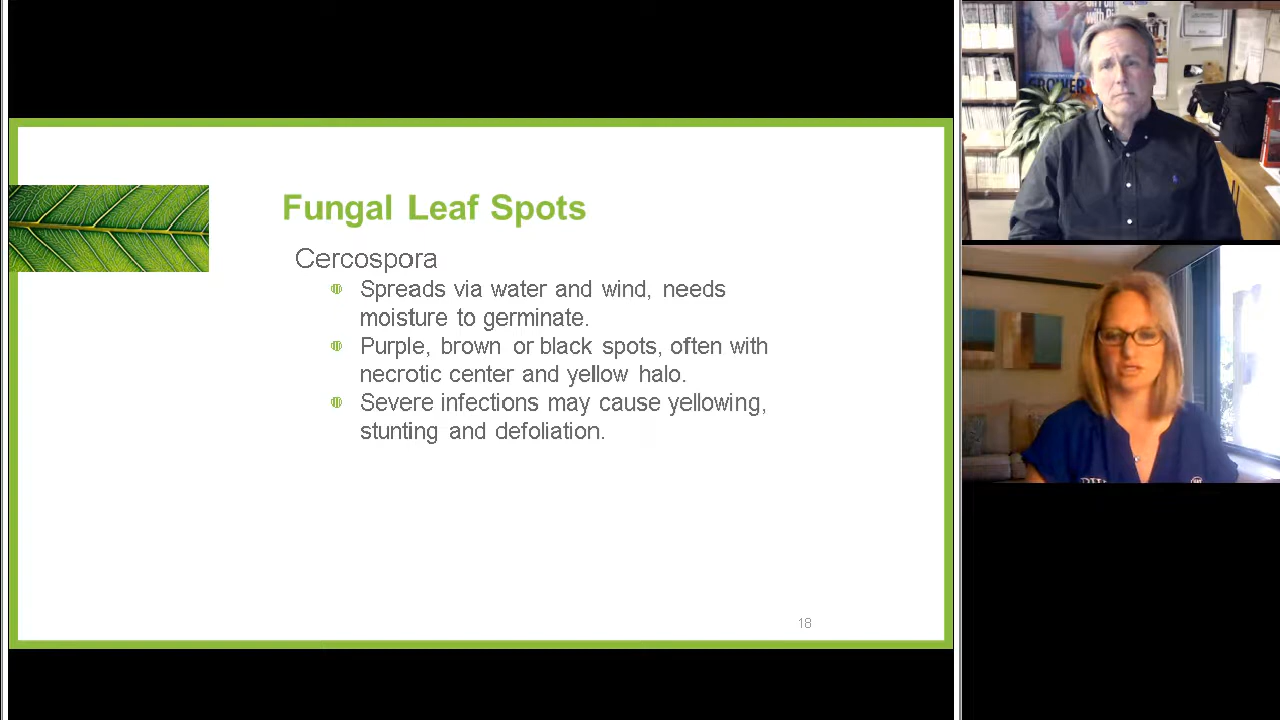 Fungal Leaf Spots
Cercospora
Spreads via water and wind, needs
moisture to germinate.
Purple, brown or black spots, often with
necrotic center and yellow halo.
Severe infections may cause yellowing,
stunting and defoliation.
18
GROWER